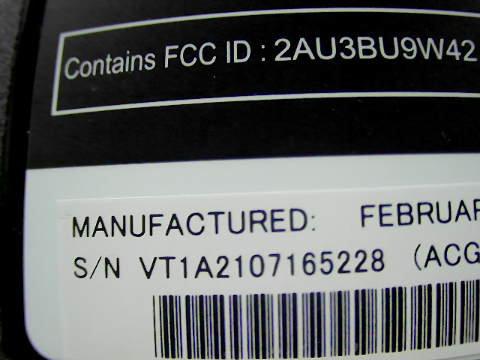 Contains FCC ID : 2AU3BU9W42
MANUFACTURED: FEBRUAR
S/N VT1A2107165228 (ACG